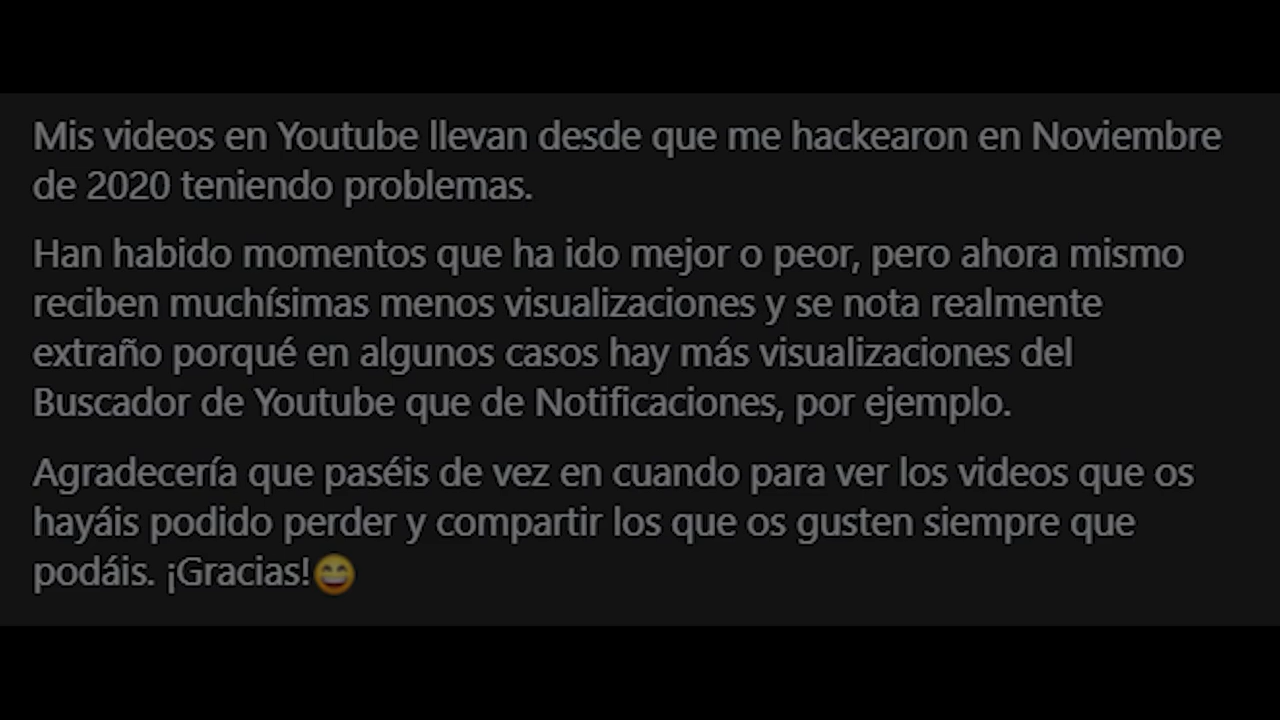 Mis videos en Youtube llevan desde que me hackearon en Noviembre
de 2020 teniendo problemas.
Han habido momentos que ha ido mejor o peor, pero ahora mismo
reciben muchísimas menos visualizaciones y se nota realmente
extraño porqué en algunos casos hay más visualizaciones del
Buscador de Youtube que de Notificaciones, por ejemplo.
Agradecería que paséis de vez en cuando para ver los videos que os
hayáis podido perder y compartir los que os gusten siempre que
podáis. ¡Gracias!😄